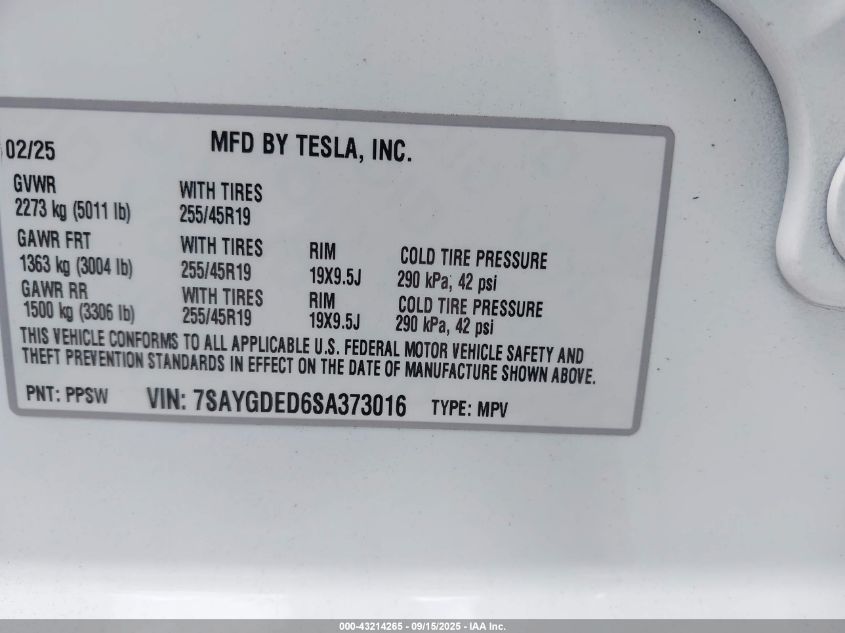 02/25 MFD BY TESLA, INC.
GVWR WITH TIRES
2273 kg (5011 lb) 255/45R19
GAWR FRT WITH TIRES RIM COLD TIRE PRESSURE
1363 kg (3004 lb) 255/45R19 19X9.5J 290 kPa, 42 psi
GAWR RR WITH TIRES RIM COLD TIRE PRESSURE
1500 kg (3306 lb) 255/45R19 19X9.5J 290 kPa, 42 psi
THIS VEHICLE CONFORMS TO ALL APPLICABLE U.S. FEDERAL MOTOR VEHICLE SAFETY AND
THEFT PREVENTION STANDARDS IN EFFECT ON THE DATE OF MANUFACTURE SHOWN ABOVE.
PNT: PPSW VIN: 7SAYGDED6SA373016 TYPE: MPV
000-43214265 - 09/15/2025 - IAA Inc.